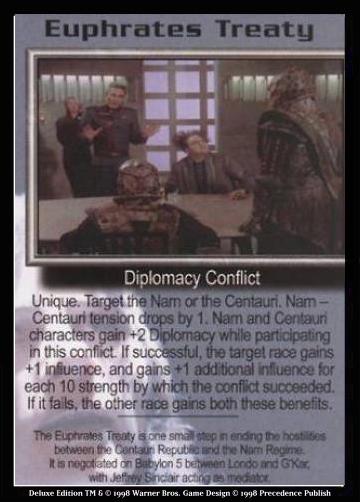 Euphrates Treaty
Diplomacy Conflict
Unique. Target the Narn or the Centauri. Narn –
Centauri tension drops by 1. Narn and Centauri
characters gain +2 Diplomacy while participating
in this conflict. If successful, the target race gains
+1 influence, and gains +1 additional influence for
each 10 strength by which the conflict succeeded.
If it fails, the other race gains both these benefits.
The Euphrates Treaty is one small step in ending the hostilities
between the Centauri Republic and the Narn Regime.
It is negotiated on Babylon 5 between Londo and G'Kar,
with Jeffrey Sinclair acting as mediator.
Deluxe Edition TM & © 1998 Warner Bros. Game Design © 1998 Precedence Publish